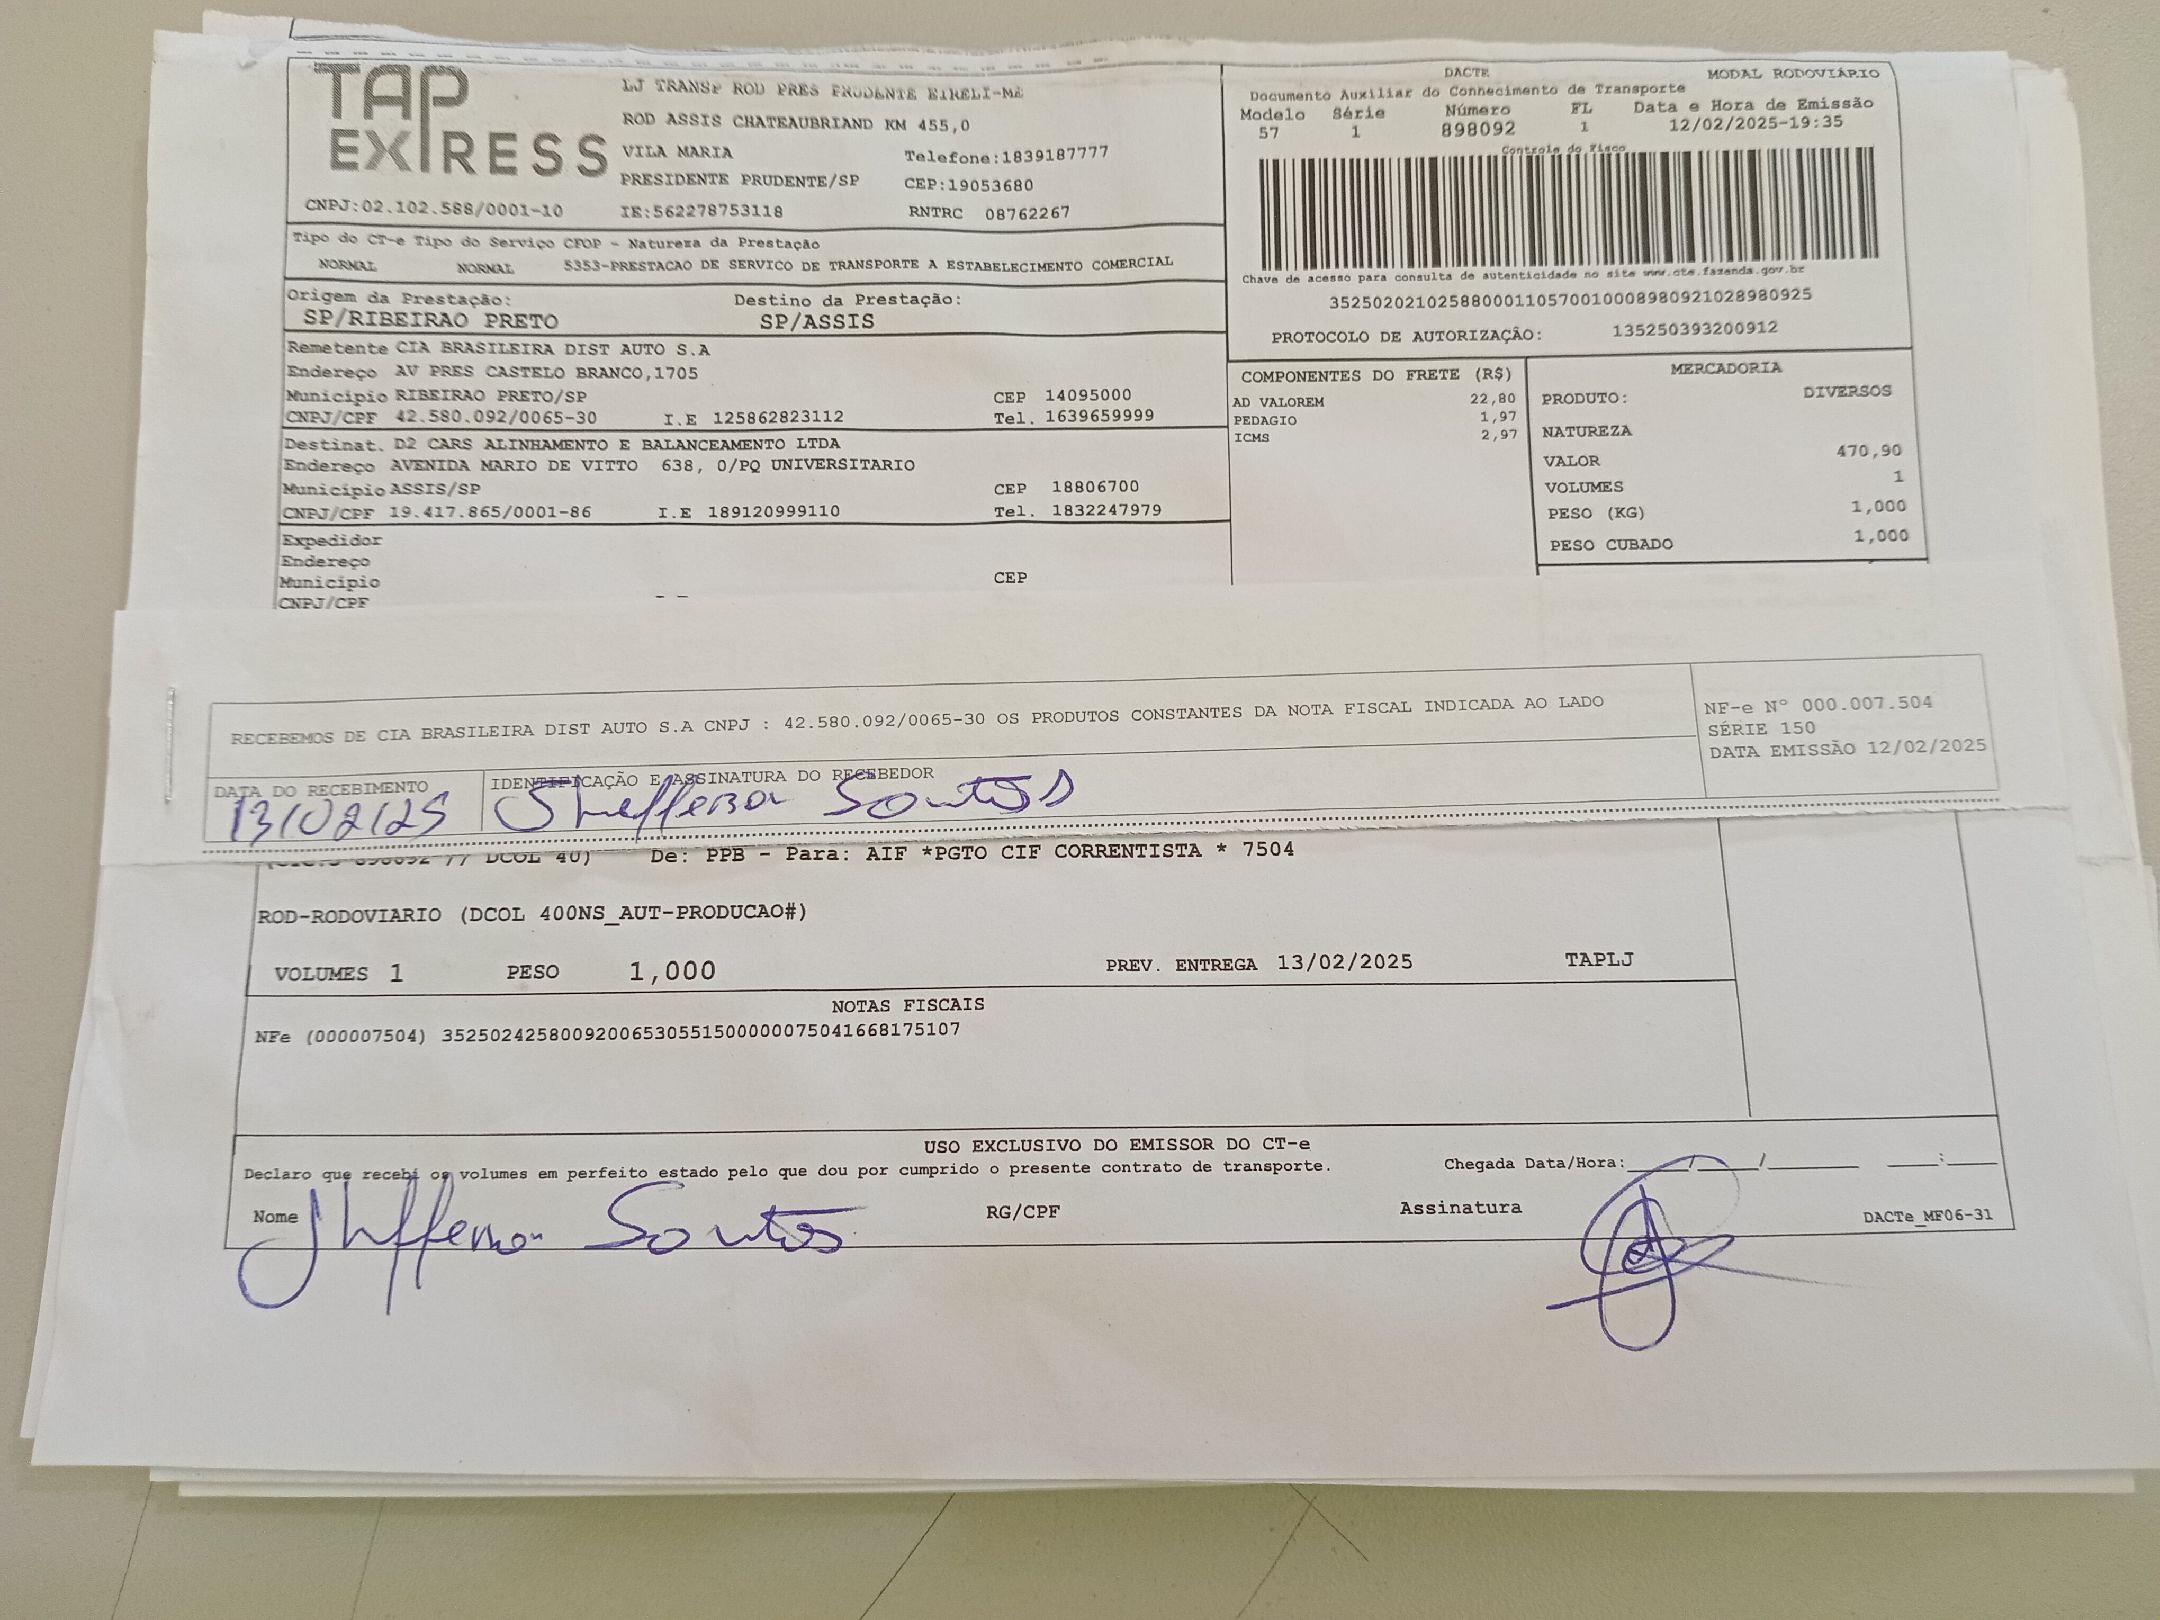 TAP EXPRESS
LJ TRANSP ROD PRES PRUDENTE EIRELI-ME
ROD ASSIS CHATEAUBRIAND KM 455,0
VILA MARIA Telefone:1839187777
PRESIDENTE PRUDENTE/SP CEP:19053680
CNPJ:02.102.588/0001-10 IE:562278753118 RNTRC 08762267
DACTE MODAL RODOVIÁRIO
Documento Auxiliar do Conhecimento de Transporte
Modelo Série Número FL Data e Hora de Emissão
57 1 898092 1 12/02/2025-19:35
Controle do Fisco
Chave de acesso para consulta de autenticidade no site www.cte.fazenda.gov.br
35250202102588000110570010008980921028980925
PROTOCOLO DE AUTORIZAÇÃO: 135250393200912
Tipo do CT-e Tipo do Serviço CFOP - Natureza da Prestação
NORMAL NORMAL 5353-PRESTACAO DE SERVICO DE TRANSPORTE A ESTABELECIMENTO COMERCIAL
Origem da Prestação: Destino da Prestação:
SP/RIBEIRAO PRETO SP/ASSIS
Remetente CIA BRASILEIRA DIST AUTO S.A
Endereço AV PRES CASTELO BRANCO,1705
Município RIBEIRAO PRETO/SP CEP 14095000
CNPJ/CPF 42.580.092/0065-30 I.E 125862823112 Tel. 1639659999
Destinat. D2 CARS ALINHAMENTO E BALANCEAMENTO LTDA
Endereço AVENIDA MARIO DE VITTO 638, 0/PQ UNIVERSITARIO
Município ASSIS/SP CEP 18806700
CNPJ/CPF 19.417.865/0001-86 I.E 189120999110 Tel. 1832247979
Expedidor
Endereço
Município CEP
CNPJ/CPF - -
COMPONENTES DO FRETE (R$)
AD VALOREM 22,80
PEDAGIO 1,97
ICMS 2,97
MERCADORIA
PRODUTO: DIVERSOS
NATUREZA
VALOR 470,90
VOLUMES 1
PESO (KG) 1,000
PESO CUBADO 1,000
RECEBEMOS DE CIA BRASILEIRA DIST AUTO S.A CNPJ : 42.580.092/0065-30 OS PRODUTOS CONSTANTES DA NOTA FISCAL INDICADA AO LADO
NF-e Nº 000.007.504
SÉRIE 150
DATA EMISSÃO 12/02/2025
DATA DO RECEBIMENTO IDENTIFICAÇÃO E ASSINATURA DO RECEBEDOR
13/02/25 Jhefferson Santos
898092 // DCOL 40) De: PPB - Para: AIF *PGTO CIF CORRENTISTA * 7504
ROD-RODOVIARIO (DCOL 400NS_AUT-PRODUCAO#)
VOLUMES 1 PESO 1,000 PREV. ENTREGA 13/02/2025 TAPLJ
NOTAS FISCAIS
NFe (000007504) 35250242580092006530551500000075041668175107
USO EXCLUSIVO DO EMISSOR DO CT-e
Declaro que recebi os volumes em perfeito estado pelo que dou por cumprido o presente contrato de transporte. Chegada Data/Hora:____/____/____ ____:____
Nome Jhefferson Santos RG/CPF Assinatura DACTe_MF06-31